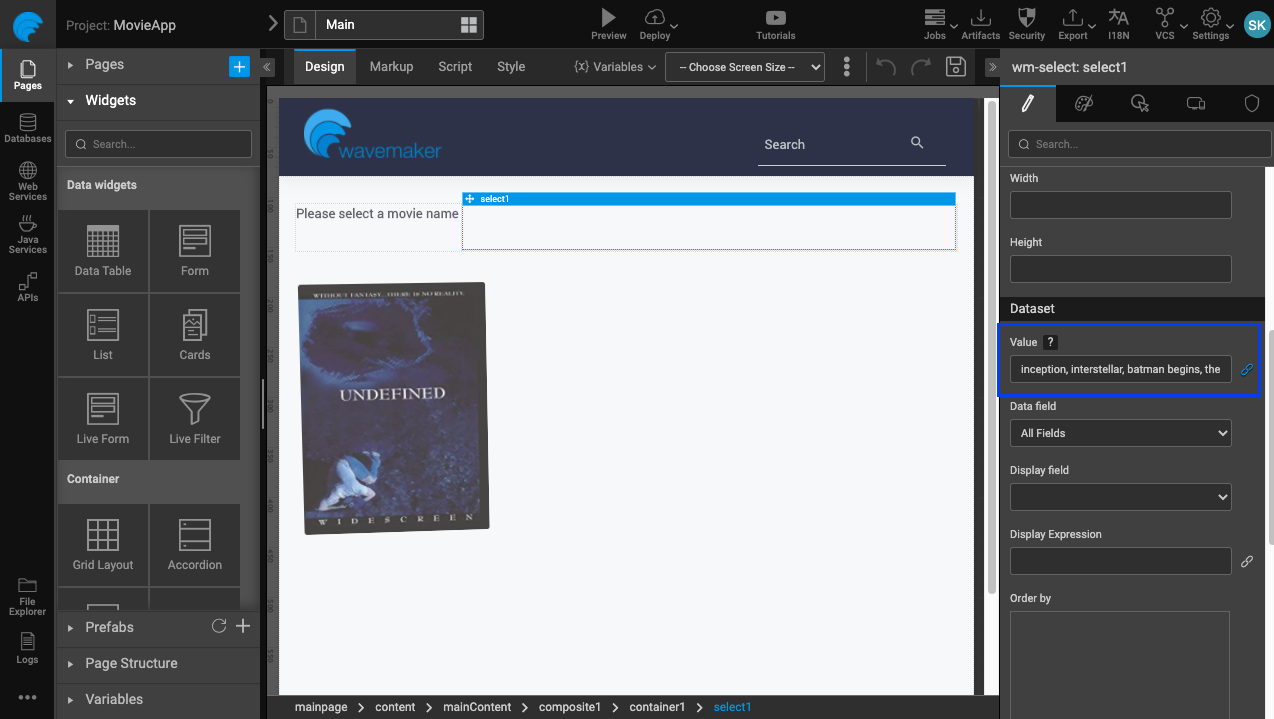 Project: MovieApp
Main
Preview
Deploy
Tutorials
Jobs
Artifacts
Security
Export
I18N
VCS
Settings
SK
Pages
Databases
Web
Services
Java
Services
APIs
File
Explorer
Logs
Pages
Widgets
Search...
Data widgets
Data Table
Form
List
Cards
Live Form
Live Filter
Container
Grid Layout
Accordion
Prefabs
Page Structure
Variables
Design
Markup
Script
Style
{x} Variables
-- Choose Screen Size --
wavemaker
Search
select1
Please select a movie name
WITHOUT FANTASY, THERE IS NO REALITY.
UNDEFINED
WIDESCREEN
mainpage > content > mainContent > composite1 > container1 > select1
wm-select: select1
Search...
Width
Height
Dataset
Value ?
inception, interstellar, batman begins, the
Data field
All Fields
Display field
Display Expression
Order by